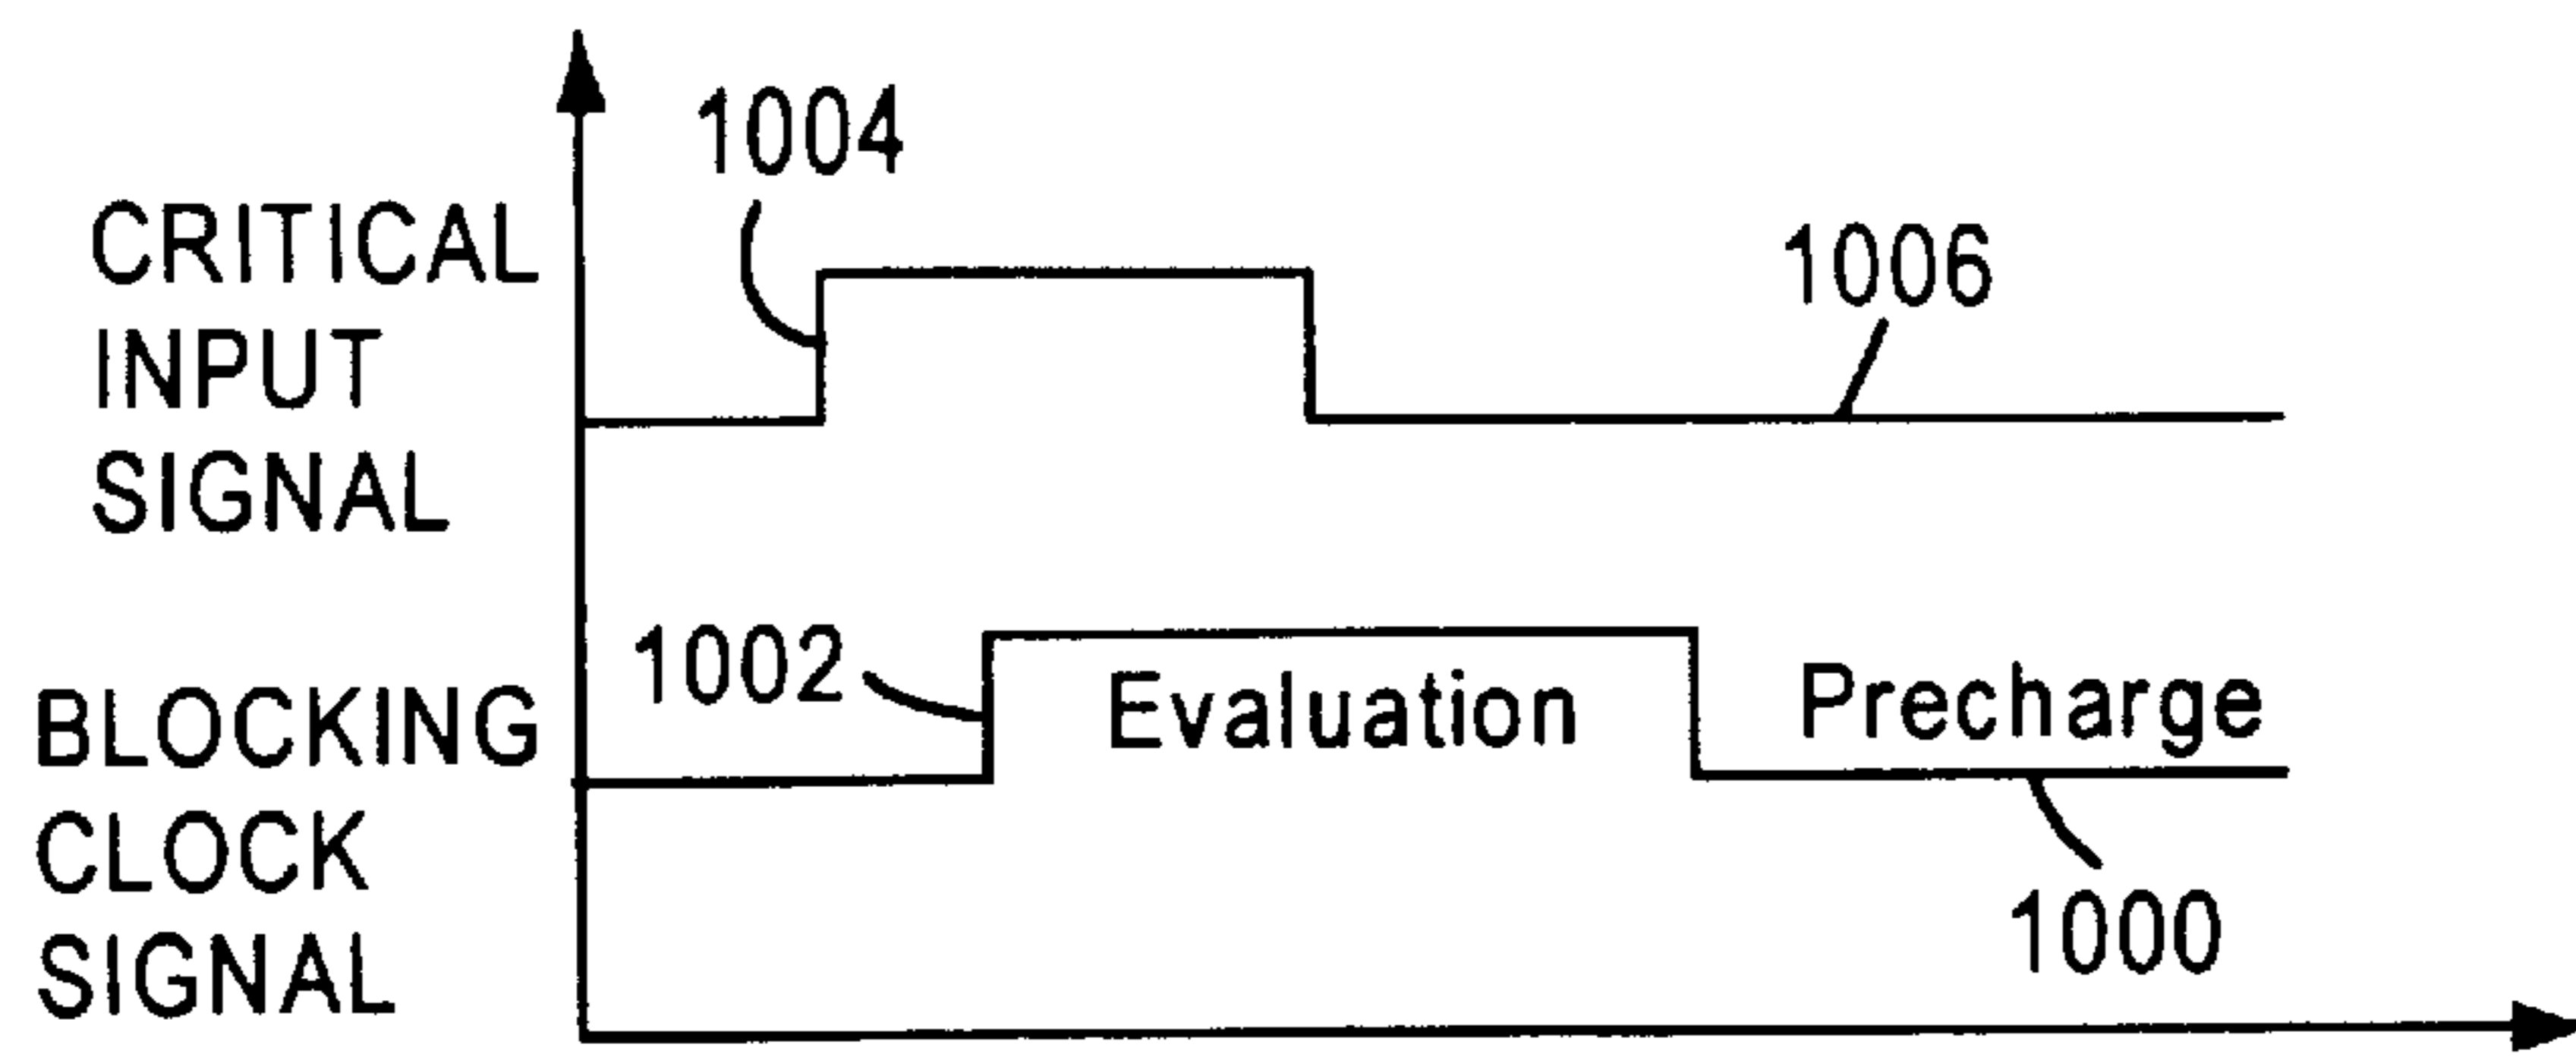 1004
CRITICAL
INPUT
SIGNAL
1006
1002
Evaluation
Precharge
BLOCKING
CLOCK
SIGNAL
1000